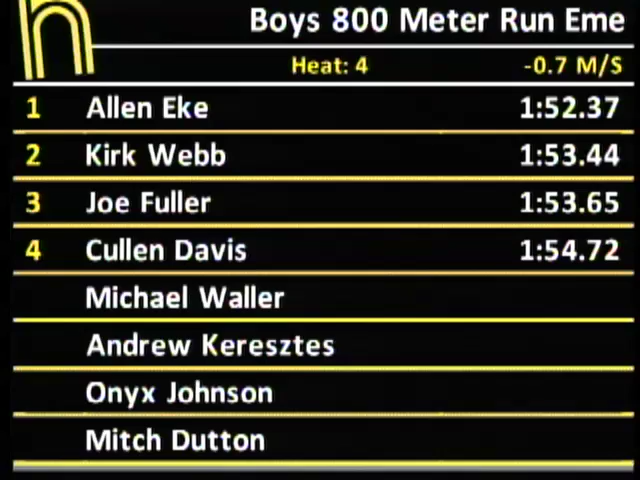 Boys 800 Meter Run Eme
Heat: 4 -0.7 M/S
1 Allen Eke 1:52.37
2 Kirk Webb 1:53.44
3 Joe Fuller 1:53.65
4 Cullen Davis 1:54.72
Michael Waller
Andrew Keresztes
Onyx Johnson
Mitch Dutton